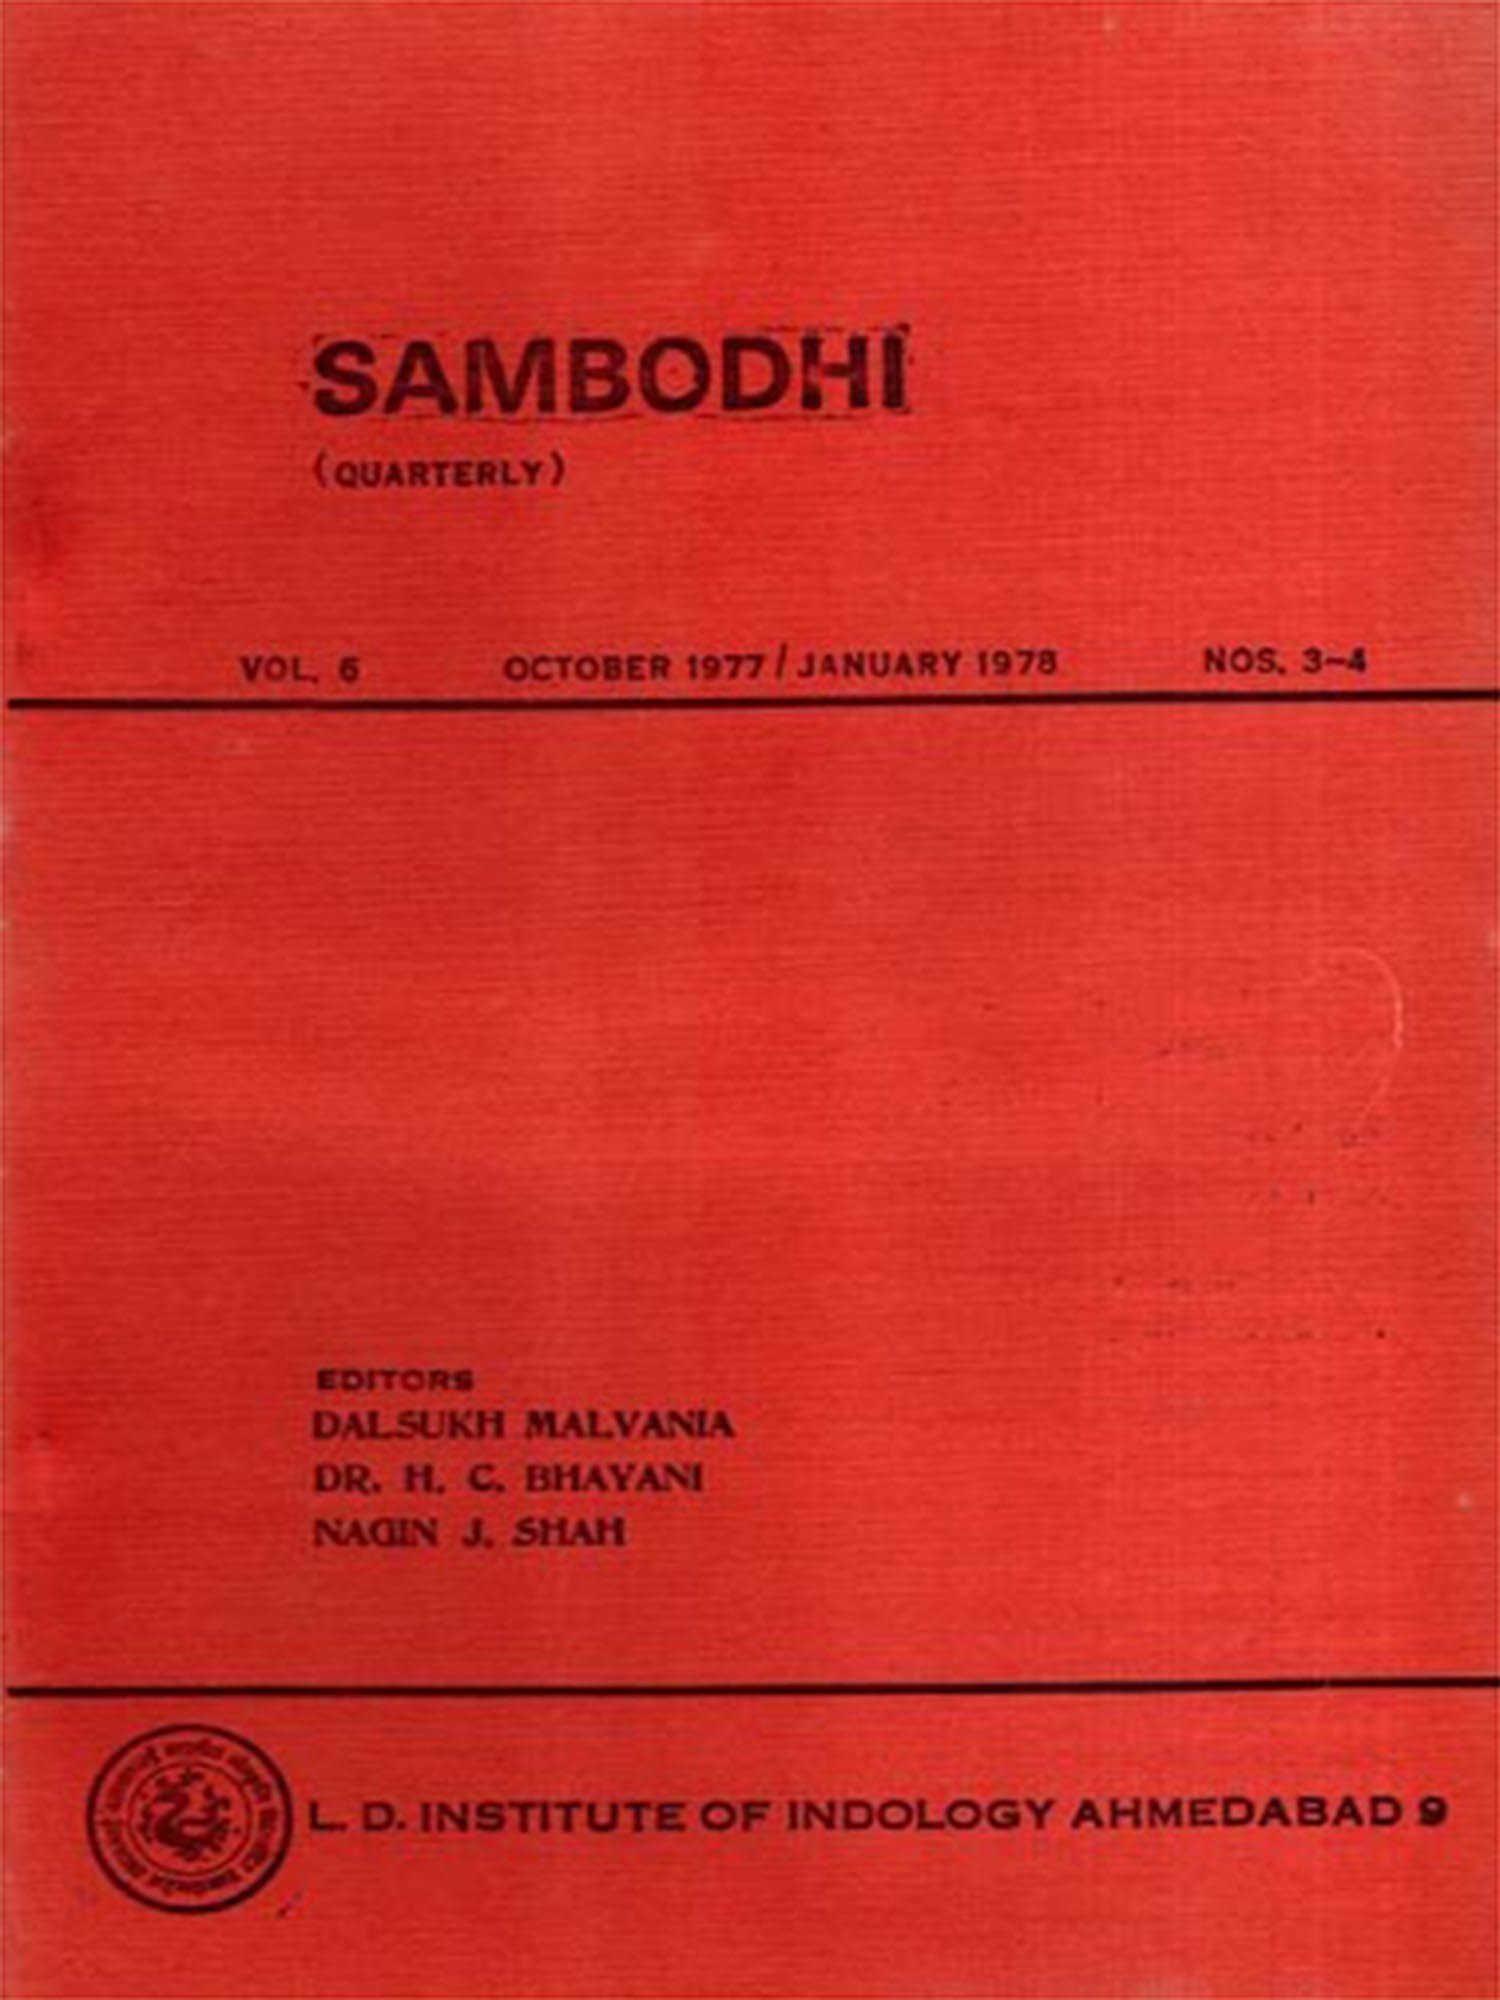 SAMBODHI
(QUARTERLY)
VOL. 6 OCTOBER 1977 / JANUARY 1978 NOS. 3-4
EDITORS
DALSUKH MALVANIA
DR. H. C. BHAYANI
NAGIN J. SHAH
L. D. INSTITUTE OF INDOLOGY AHMEDABAD 9